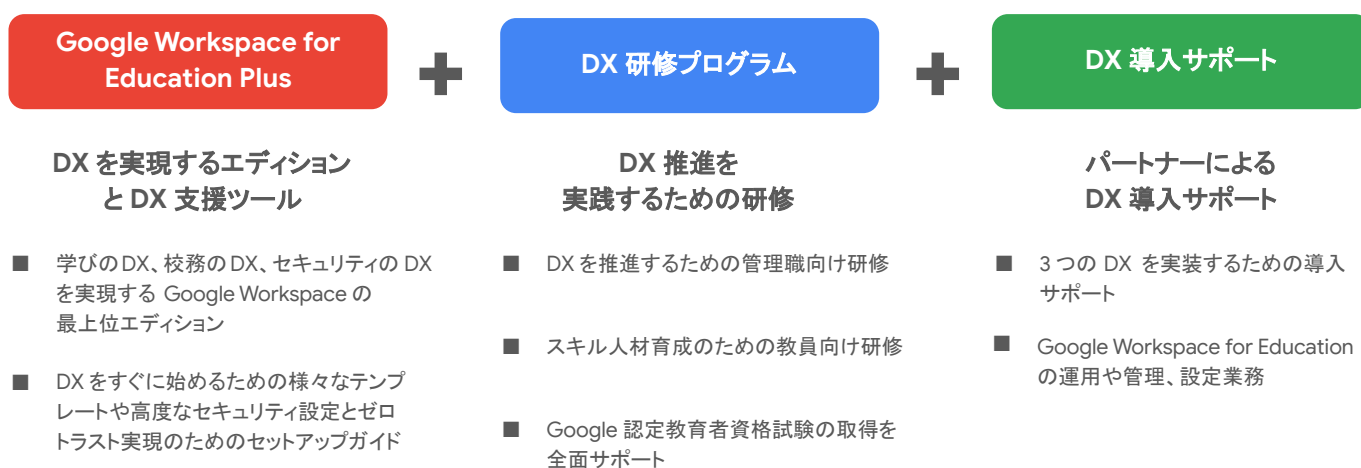 Google Workspace for
Education Plus
DX を実現するエディション
と DX 支援ツール
■ 学びのDX、校務のDX、セキュリティの DX
を実現する Google Workspace の
最上位エディション
■ DX をすぐに始めるための様々なテンプ
レートや高度なセキュリティ設定とゼロ
トラスト実現のためのセットアップガイド
+
DX 研修プログラム
DX 推進を
実践するための研修
■ DXを推進するための管理職向け研修
■ スキル人材育成のための教員向け研修
■ Google 認定教育者資格試験の取得を
全面サポート
+
DX 導入サポート
パートナーによる
DX 導入サポート
■ 3 つの DX を実装するための導入
サポート
■ Google Workspace for Education
の運用や管理、設定業務